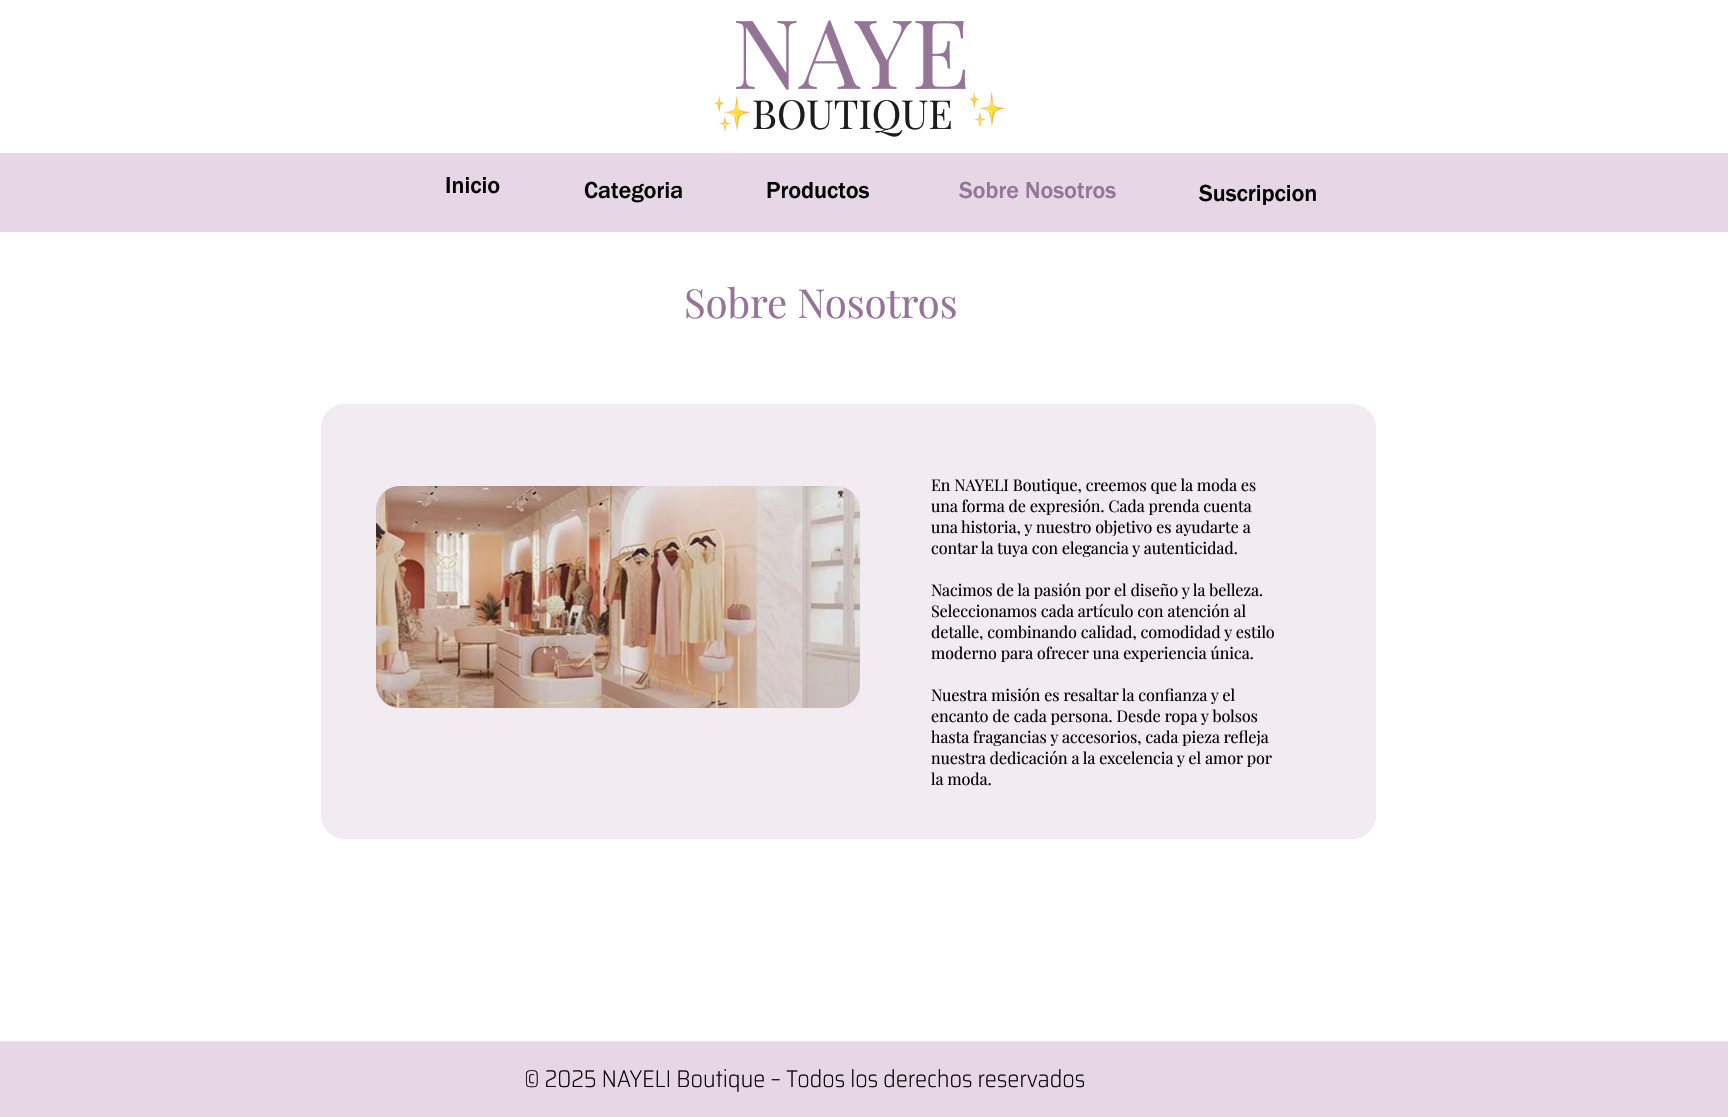 NAYE
✨BOUTIQUE ✨
Inicio
Categoria
Productos
Sobre Nosotros
Suscripcion
Sobre Nosotros
En NAYELI Boutique, creemos que la moda es
una forma de expresión. Cada prenda cuenta
una historia, y nuestro objetivo es ayudarte a
contar la tuya con elegancia y autenticidad.
Nacimos de la pasión por el diseño y la belleza.
Seleccionamos cada artículo con atención al
detalle, combinando calidad, comodidad y estilo
moderno para ofrecer una experiencia única.
Nuestra misión es resaltar la confianza y el
encanto de cada persona. Desde ropa y bolsos
hasta fragancias y accesorios, cada pieza refleja
nuestra dedicación a la excelencia y el amor por
la moda.
© 2025 NAYELI Boutique – Todos los derechos reservados